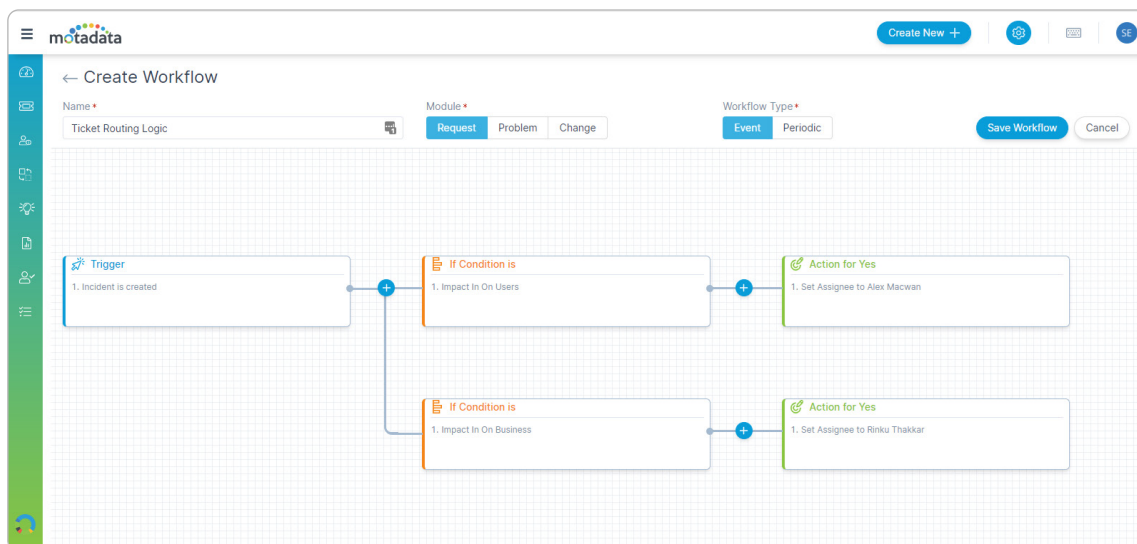 motadata
Create New +
SE
← Create Workflow
Name *
Module *
Workflow Type *
Ticket Routing Logic
Request Problem Change
Event Periodic
Save Workflow
Cancel
Trigger
1. Incident is created
If Condition is
1. Impact In On Users
Action for Yes
1. Set Assignee to Alex Macwan
If Condition is
1. Impact In On Business
Action for Yes
1. Set Assignee to Rinku Thakkar